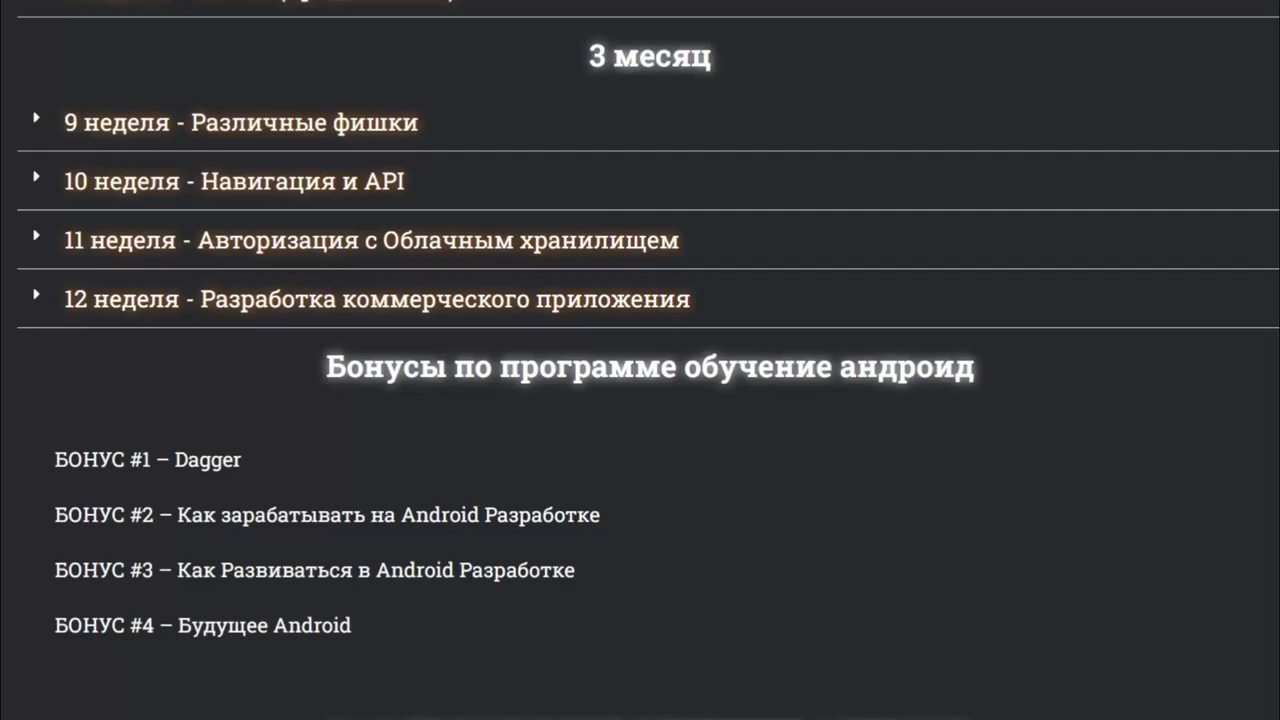 3 месяц
9 неделя - Различные фишки
10 неделя - Навигация и API
11 неделя - Авторизация с Облачным хранилищем
12 неделя - Разработка коммерческого приложения
Бонусы по программе обучение андроид
БОНУС #1 – Dagger
БОНУС #2 – Как зарабатывать на Android Разработке
БОНУС #3 – Как Развиваться в Android Разработке
БОНУС #4 – Будущее Android